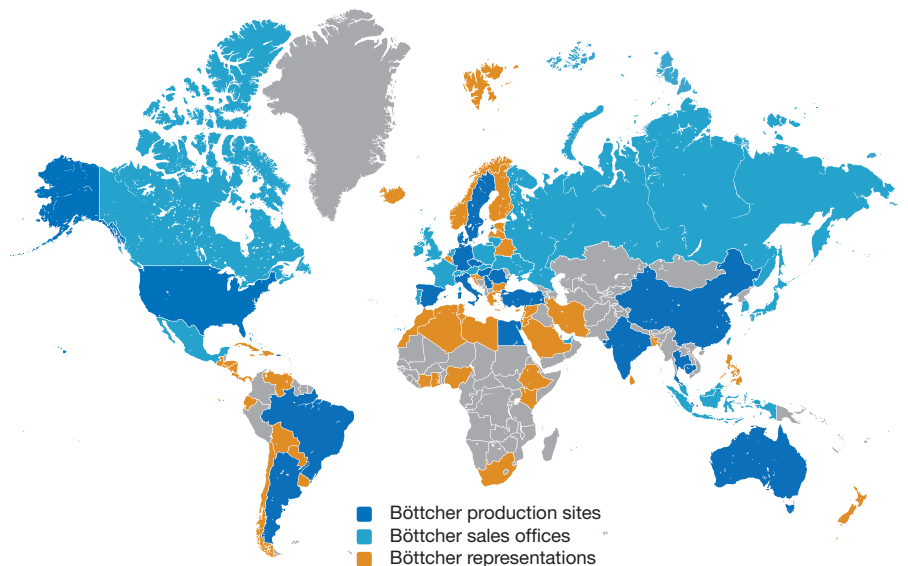 Böttcher production sites
Böttcher sales offices
Böttcher representations